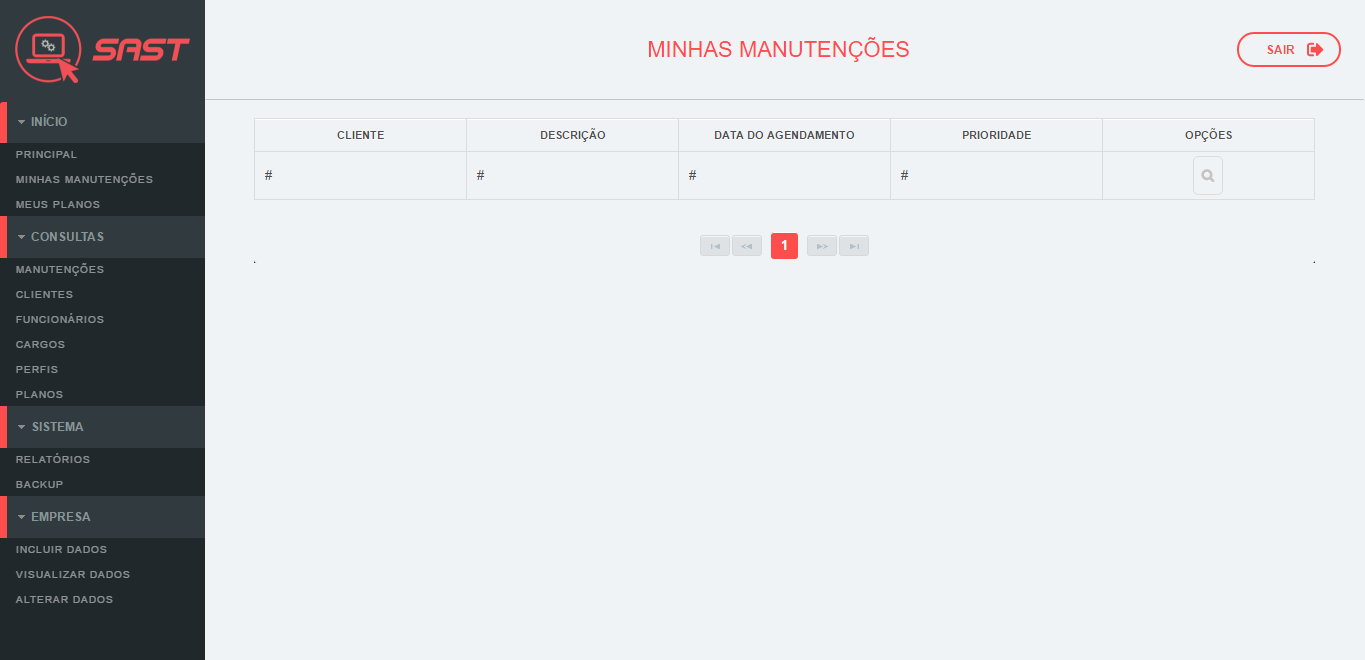 SAST
MINHAS MANUTENÇÕES
SAIR
INÍCIO
PRINCIPAL
MINHAS MANUTENÇÕES
MEUS PLANOS
CONSULTAS
MANUTENÇÕES
CLIENTES
FUNCIONÁRIOS
CARGOS
PERFIS
PLANOS
SISTEMA
RELATÓRIOS
BACKUP
EMPRESA
INCLUIR DADOS
VISUALIZAR DADOS
ALTERAR DADOS
CLIENTE DESCRIÇÃO DATA DO AGENDAMENTO PRIORIDADE OPÇÕES
# # # #
1